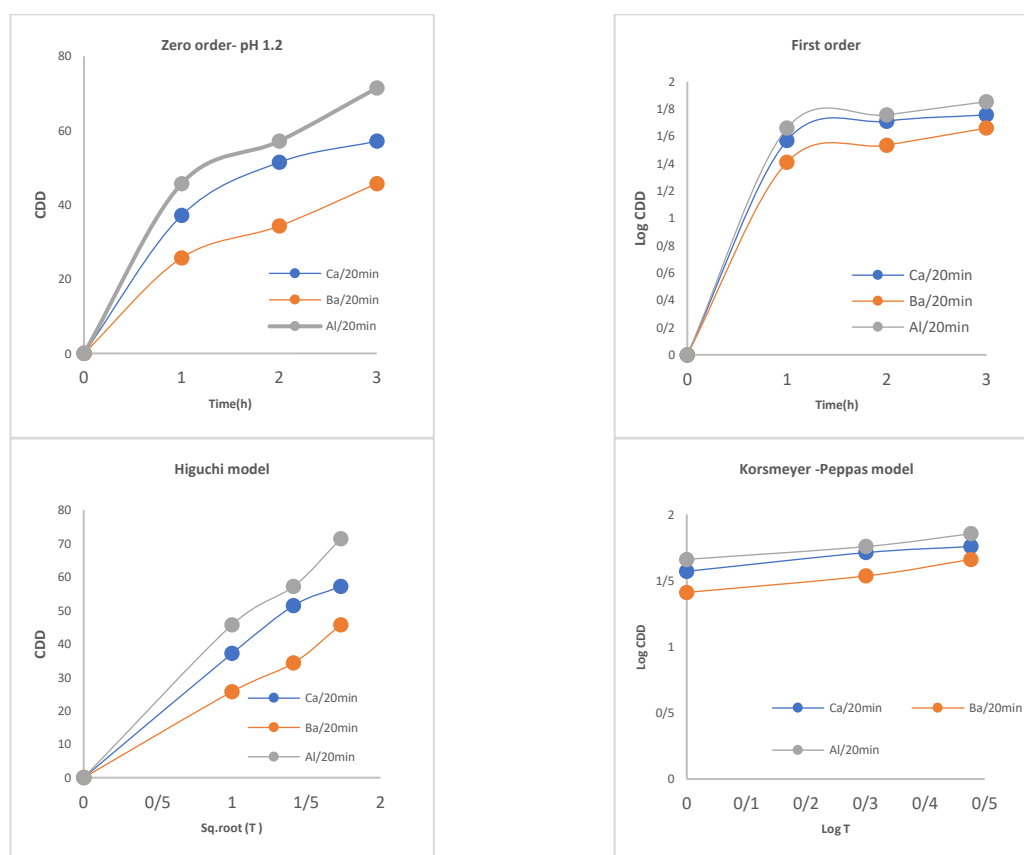 Zero order- pH 1.2
80
60
40
20
0
CDD
0 1 2 3
Time(h)
Ca/20min
Ba/20min
Al/20min
First order
2
1/8
1/6
1/4
1/2
1
0/8
0/6
0/4
0/2
0
Log CDD
0 1 2 3
Time(h)
Ca/20min
Ba/20min
Al/20min
Higuchi model
80
70
60
50
40
30
20
10
0
CDD
0 0/5 1 1/5 2
Sq.root (T )
Ca/20min
Ba/20min
Al/20min
Korsmeyer -Peppas model
2
1/5
1
0/5
0
Log CDD
0 0/1 0/2 0/3 0/4 0/5
Log T
Ca/20min Ba/20min
Al/20min